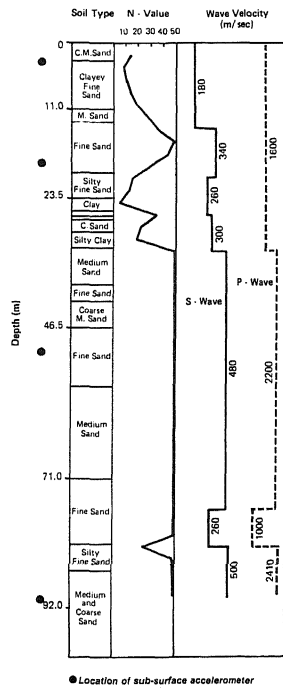 Soil Type
N - Value
Wave Velocity
(m/sec)
10 20 30 40 50
0
C.M.Sand
Clayey
Fine
Sand
11.0
M. Sand
Fine Sand
Silty
Fine Sand
23.5
Clay
C.Sand
Silty Clay
Medium
Sand
Fine Sand
Coarse
M. Sand
46.5
Fine Sand
Medium
Sand
71.0
Fine Sand
Silty
Fine Sand
Medium
and
Coarse
Sand
92.0
Depth (m)
180
340
260
300
S - Wave
480
260
500
P - Wave
1600
2200
1000
2410
Location of sub-surface accelerometer